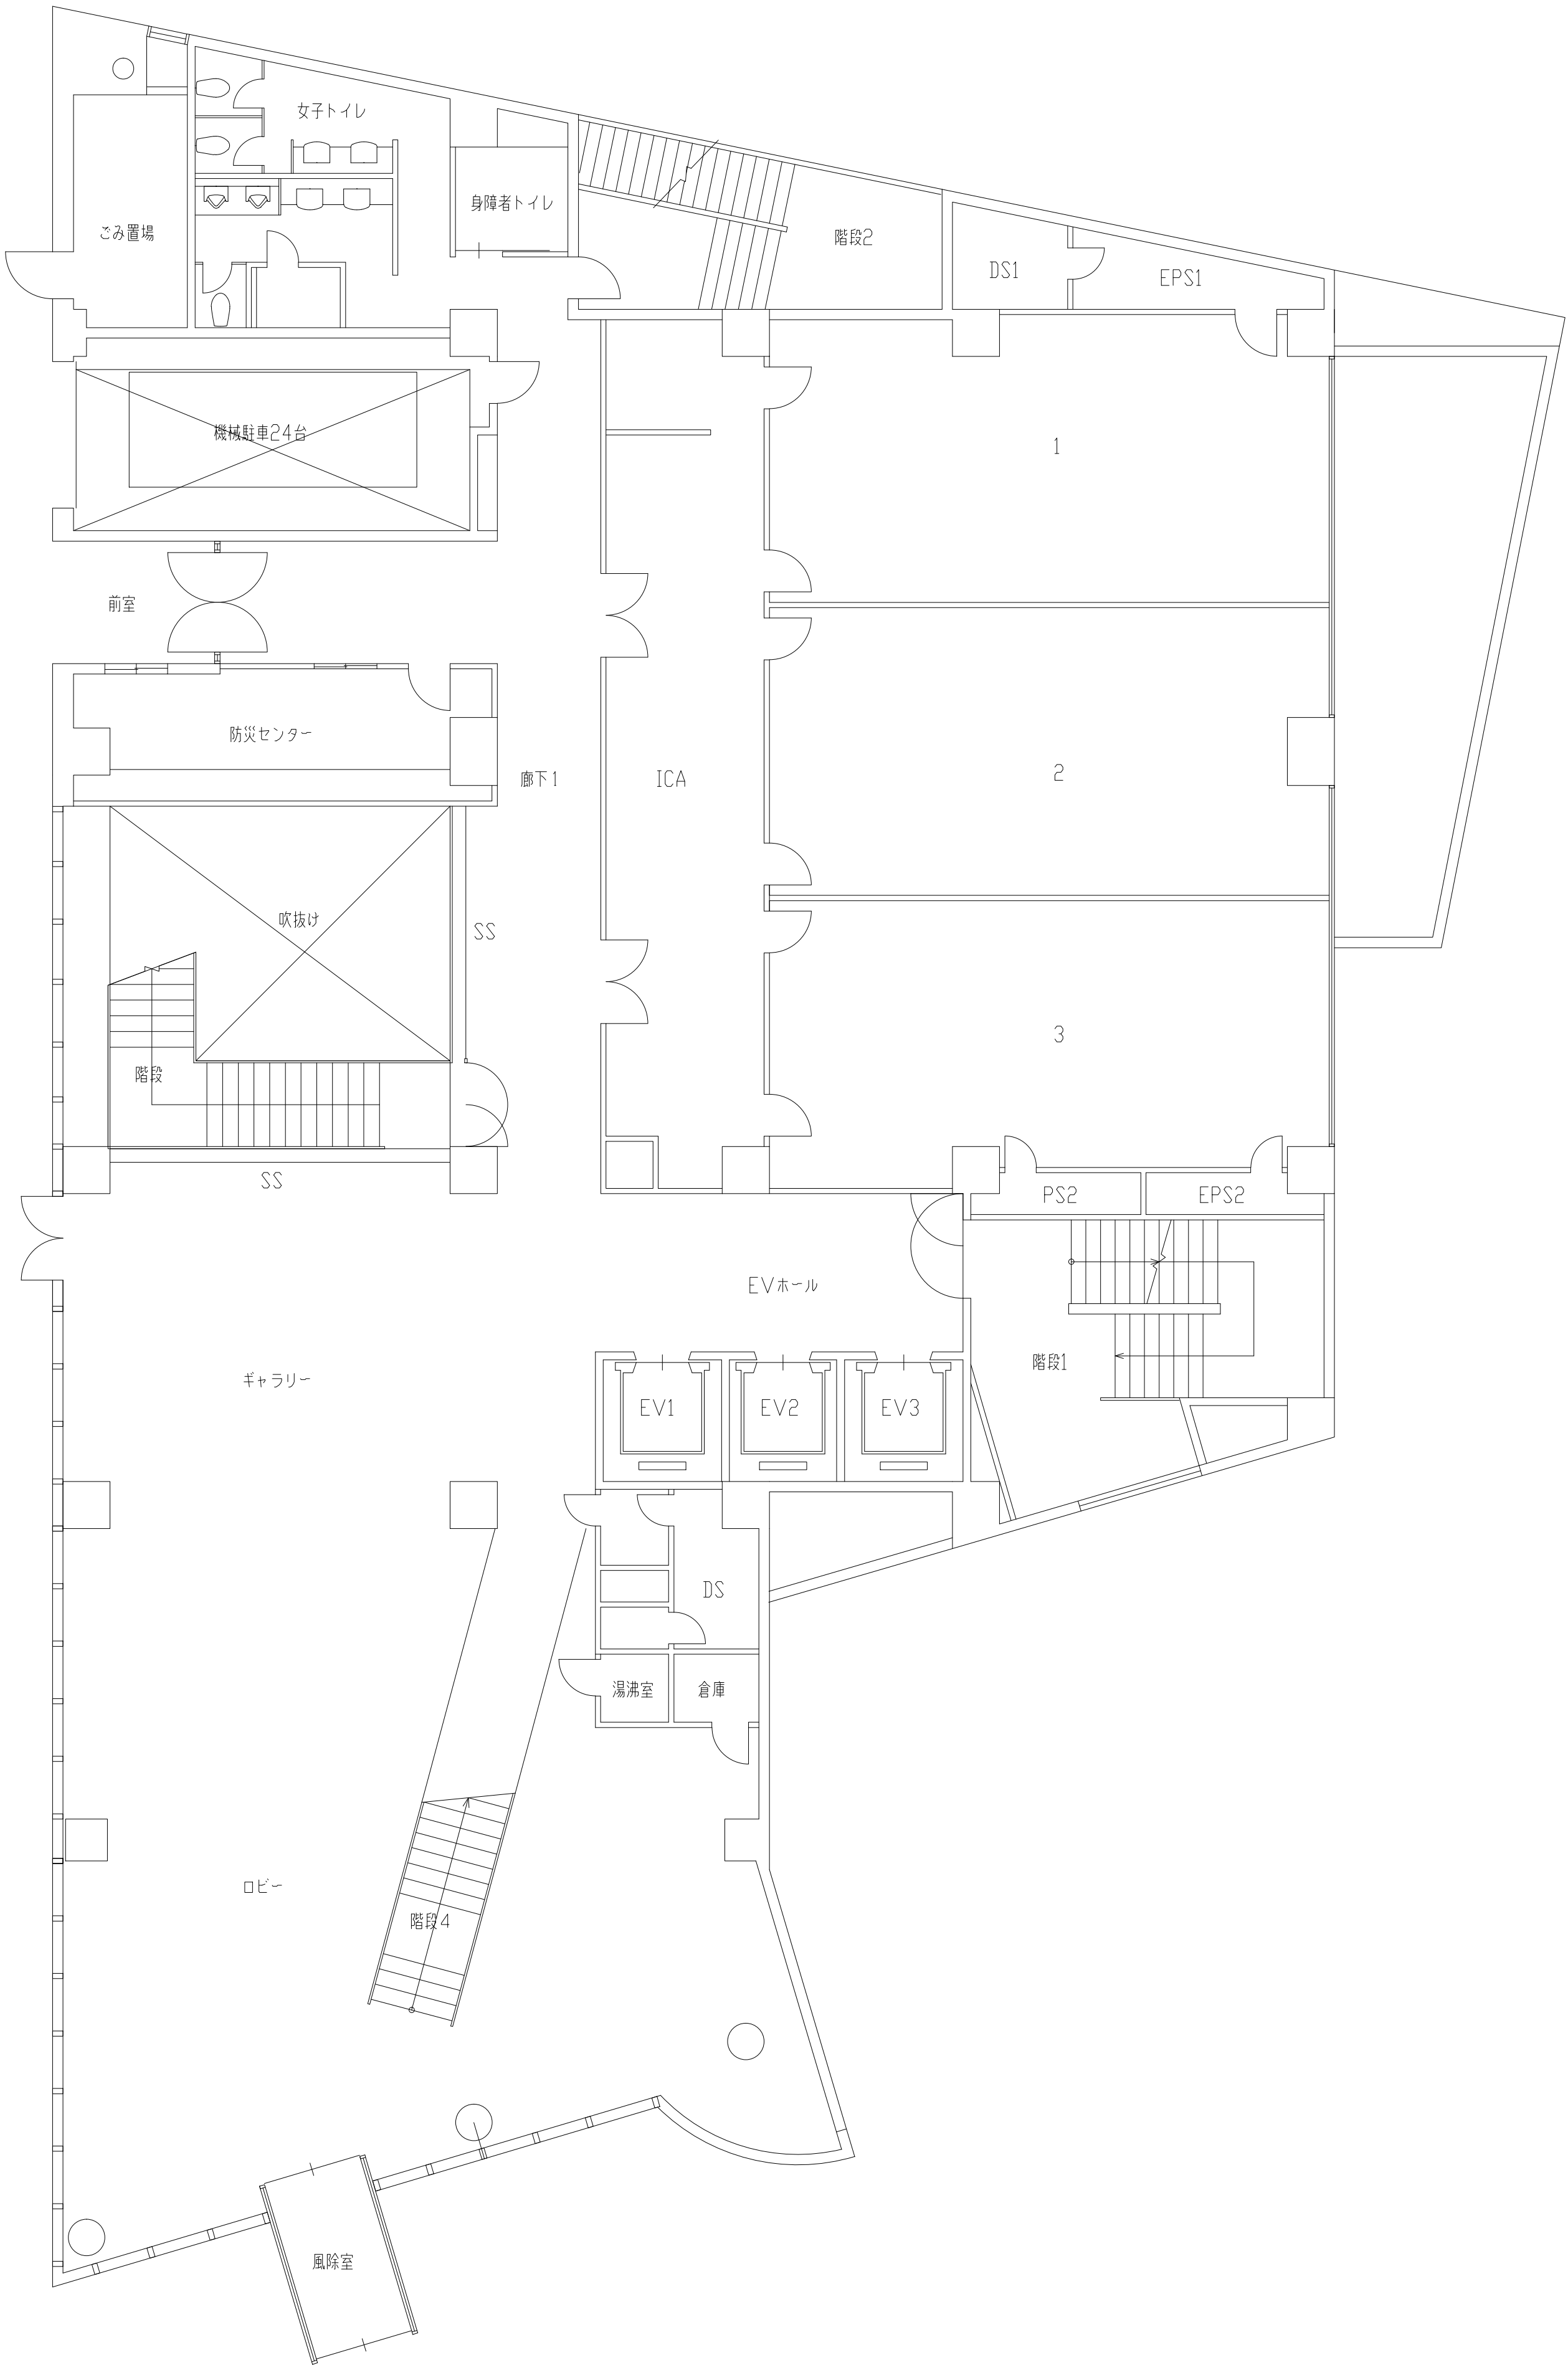 女子トイレ
身障者トイレ
ごみ置場
階段2
DS1
EPS1
機械駐車24台
1
前室
防災センター
廊下1
ICA
2
吹抜け
SS
3
階段
SS
PS2
EPS2
EVホール
階段1
ギャラリー
EV1
EV2
EV3
DS
湯沸室
倉庫
ロビー
階段4
風除室